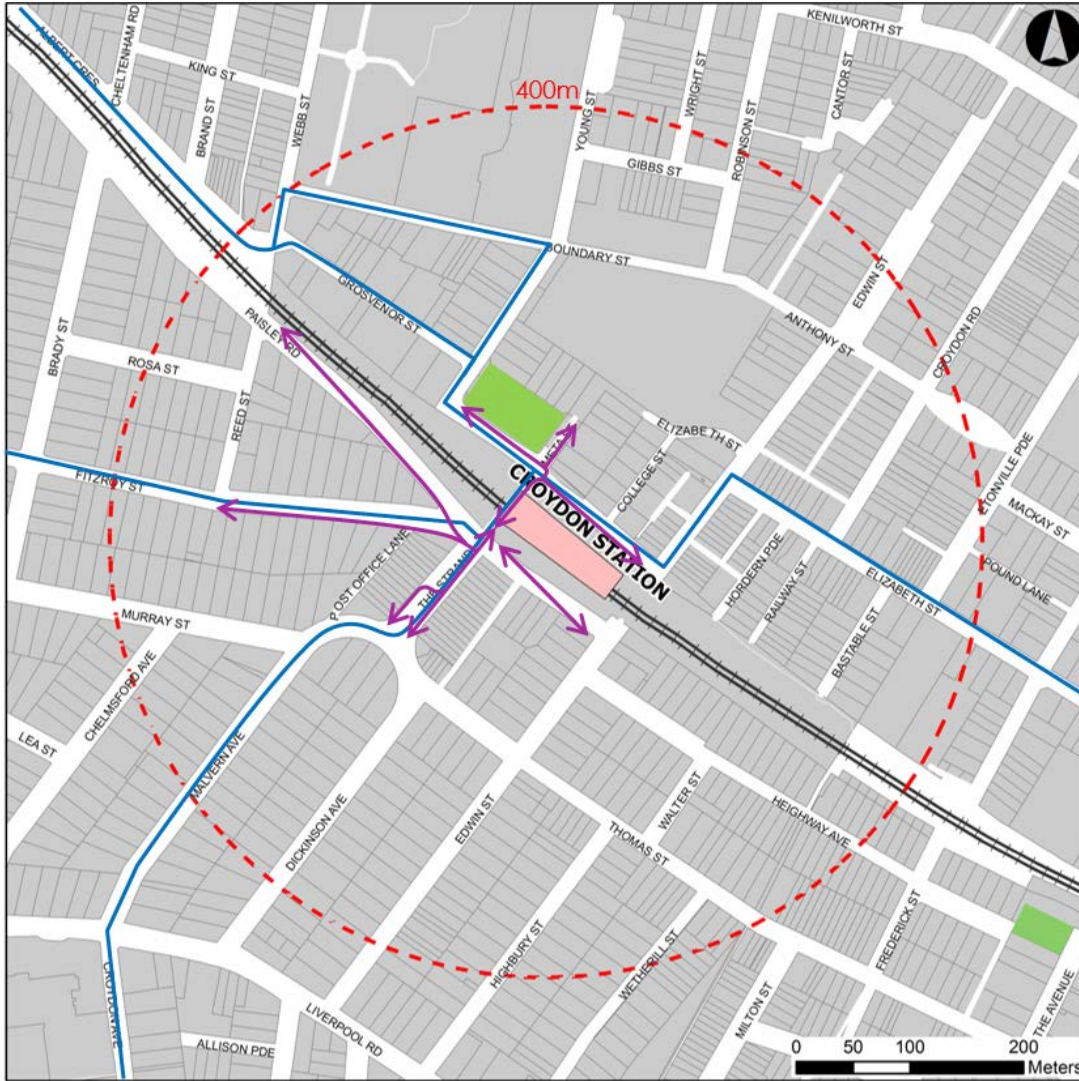 KENILWORTH ST
ALBERT CRES
CHELTENHAM RD
KING ST
BRAND ST
WEBB ST
400m
YOUNG ST
WRIGHT ST
CANTOR ST
ROBINSON ST
GIBBS ST
BOUNDARY ST
EDWIN ST
GROSVENOR ST
PAISLEY RD
ANTHONY ST
CROYDON RD
BRADY ST
ROSA ST
REED ST
ELIZABETH ST
META
COLLEGE ST
ETONVILLE PDE
MACKAY ST
CROYDON STATION
FITZROY ST
POUND LANE
HORDERN PDE
RAILWAY ST
ELIZABETH ST
POST OFFICE LANE
THE STRAND
BASTABLE ST
MURRAY ST
CHELMSFORD AVE
LEA ST
MALVERN AVE
DICKINSON AVE
EDWIN ST
WALTER ST
HEIGHWAY AVE
THOMAS ST
HIGHBURY ST
WETHERILL ST
FREDERICK ST
MILTON ST
THE AVENUE
CROYDON AVE
LIVERPOOL RD
ALLISON PDE
0 50 100 200
Meters